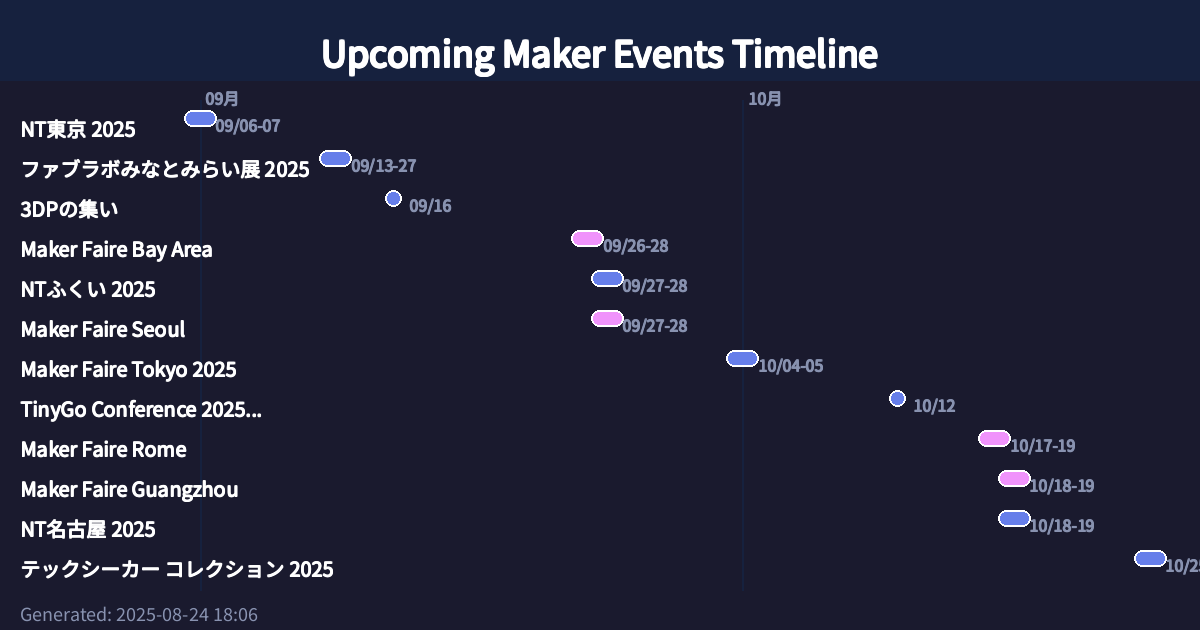 Upcoming Maker Events Timeline
09月 10月
NT東京 2025 09/06-07
ファブラボみなとみらい展 2025 09/13-27
3DPの集い 09/16
Maker Faire Bay Area 09/26-28
NTふくい 2025 09/27-28
Maker Faire Seoul 09/27-28
Maker Faire Tokyo 2025 10/04-05
TinyGo Conference 2025... 10/12
Maker Faire Rome 10/17-19
Maker Faire Guangzhou 10/18-19
NT名古屋 2025 10/18-19
テックシーカー コレクション 2025
Generated: 2025-08-24 18:06